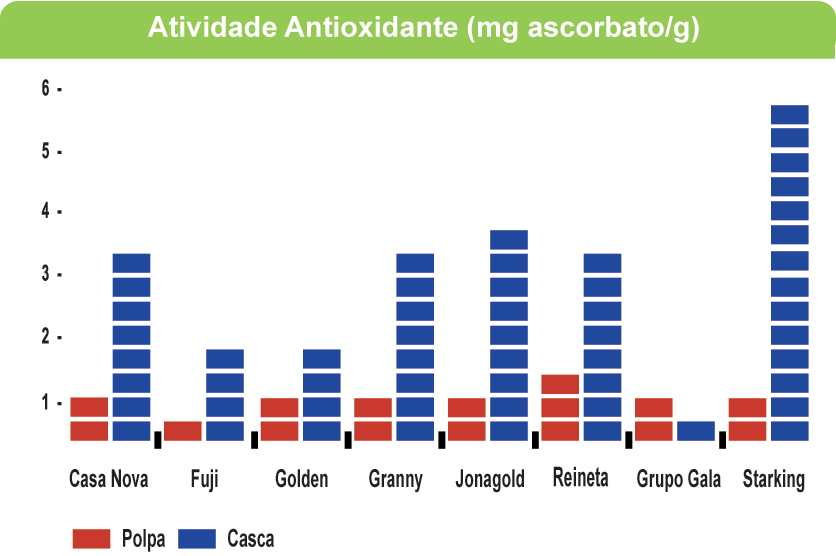 Atividade Antioxidante (mg ascorbato/g)
6 -
5 -
4 -
3 -
2 -
1 -
Casa Nova Fuji Golden Granny Jonagold Reineta Grupo Gala Starking
Polpa Casca